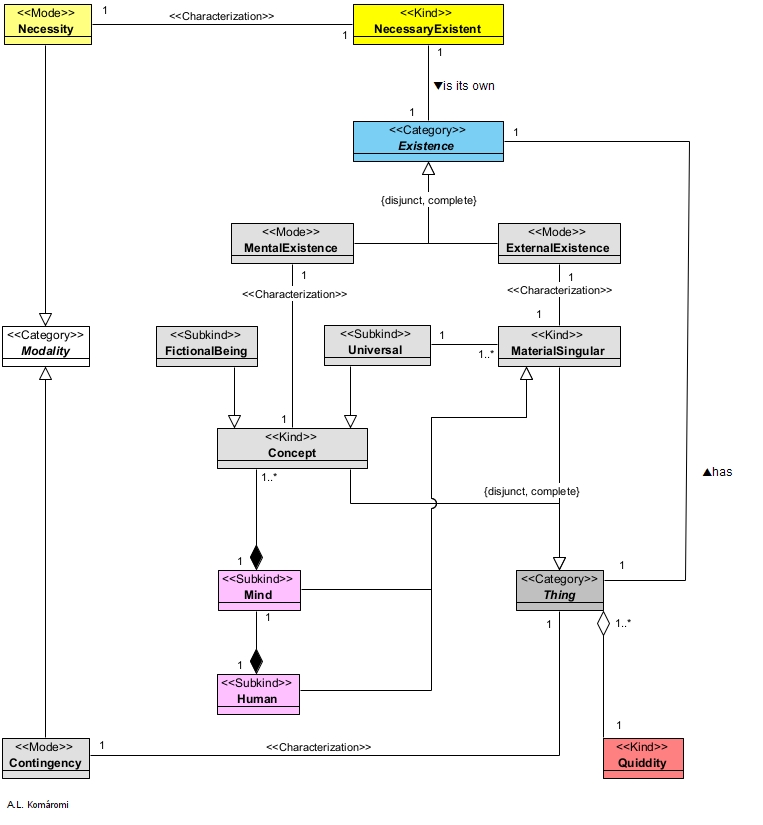 <<Mode>>
Necessity
1
<<Characterization>>
1
<<Kind>>
NecessaryExistent
1
▼is its own
1
<<Category>>
Existence
1
{disjunct, complete}
<<Mode>>
MentalExistence
<<Mode>>
ExternalExistence
1
<<Characterization>>
1
<<Characterization>>
1
<<Category>>
Modality
<<Subkind>>
FictionalBeing
<<Subkind>>
Universal
1
1..*
<<Kind>>
MaterialSingular
1
<<Kind>>
Concept
1..*
{disjunct, complete}
▲has
1
<<Subkind>>
Mind
1
<<Category>>
Thing
1
1
1..*
1
<<Subkind>>
Human
1
<<Mode>>
Contingency
1
<<Characterization>>
<<Kind>>
Quiddity
A.L. Komáromi